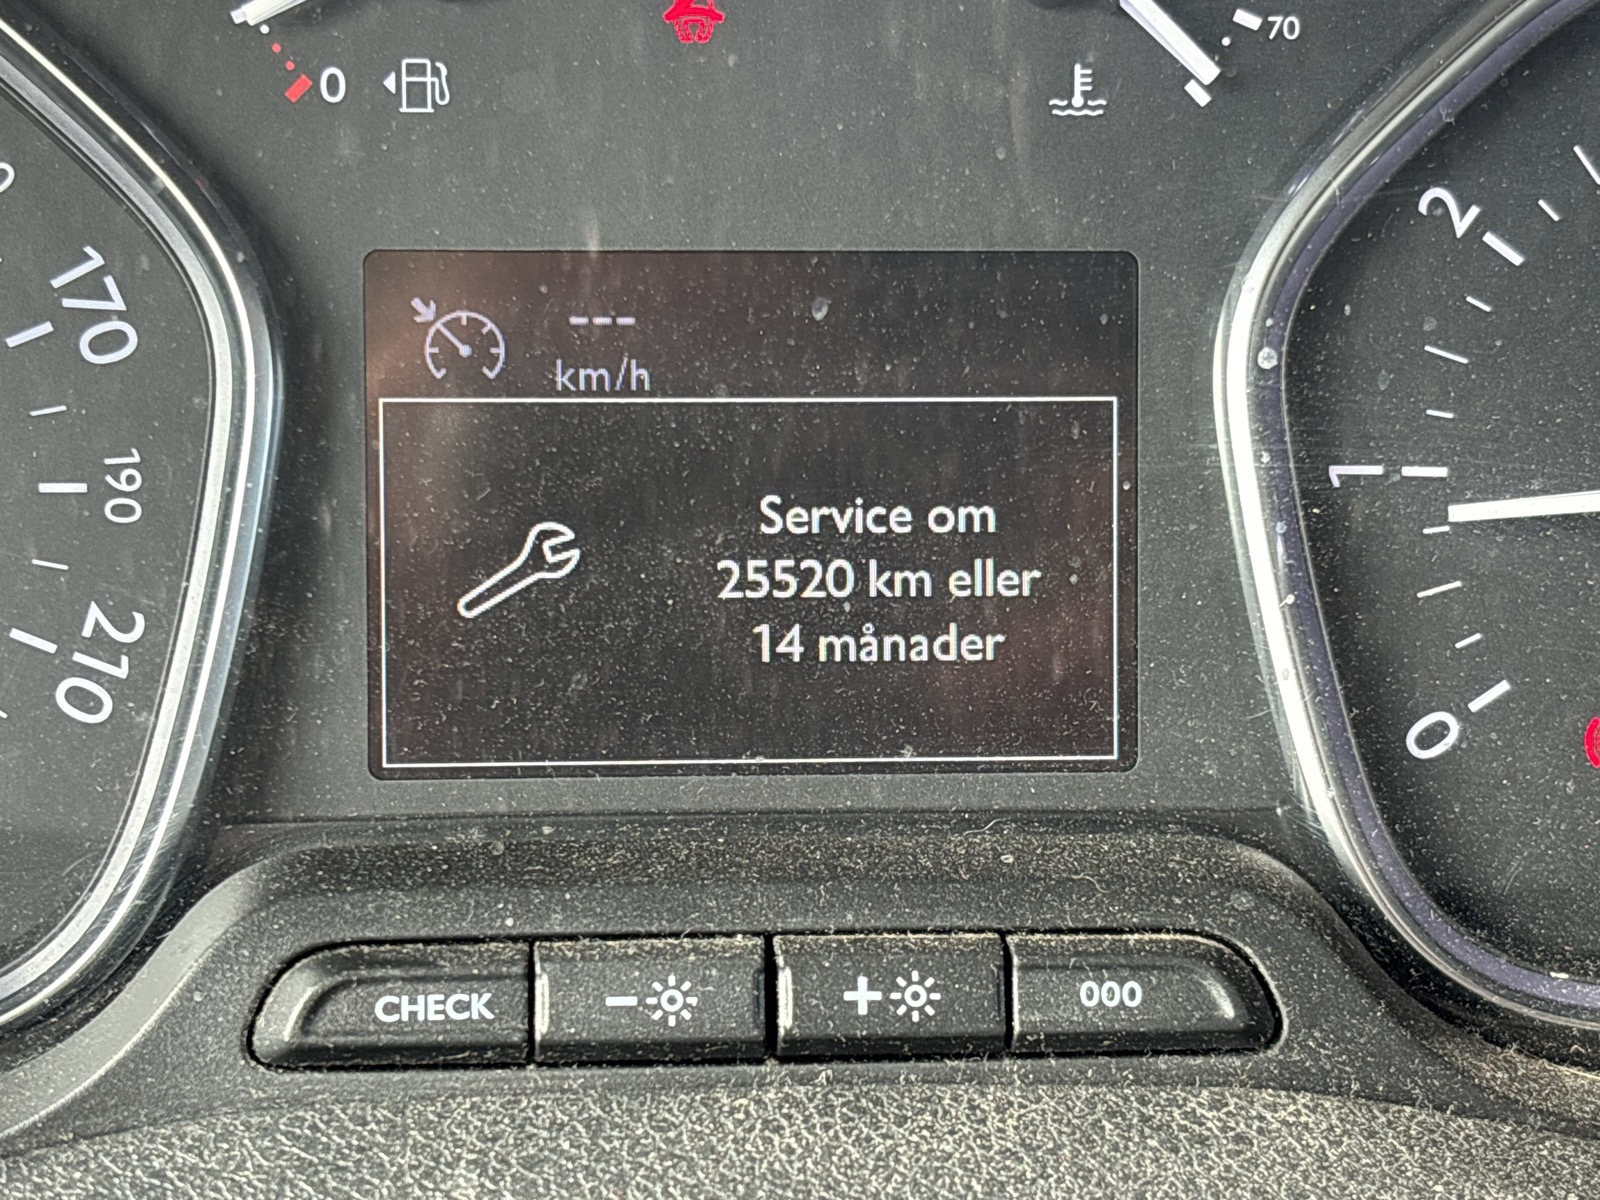 0
70
2
170
---
km/h
190
1
Service om
25520 km eller
14 månader
210
0
CHECK
-
+
000